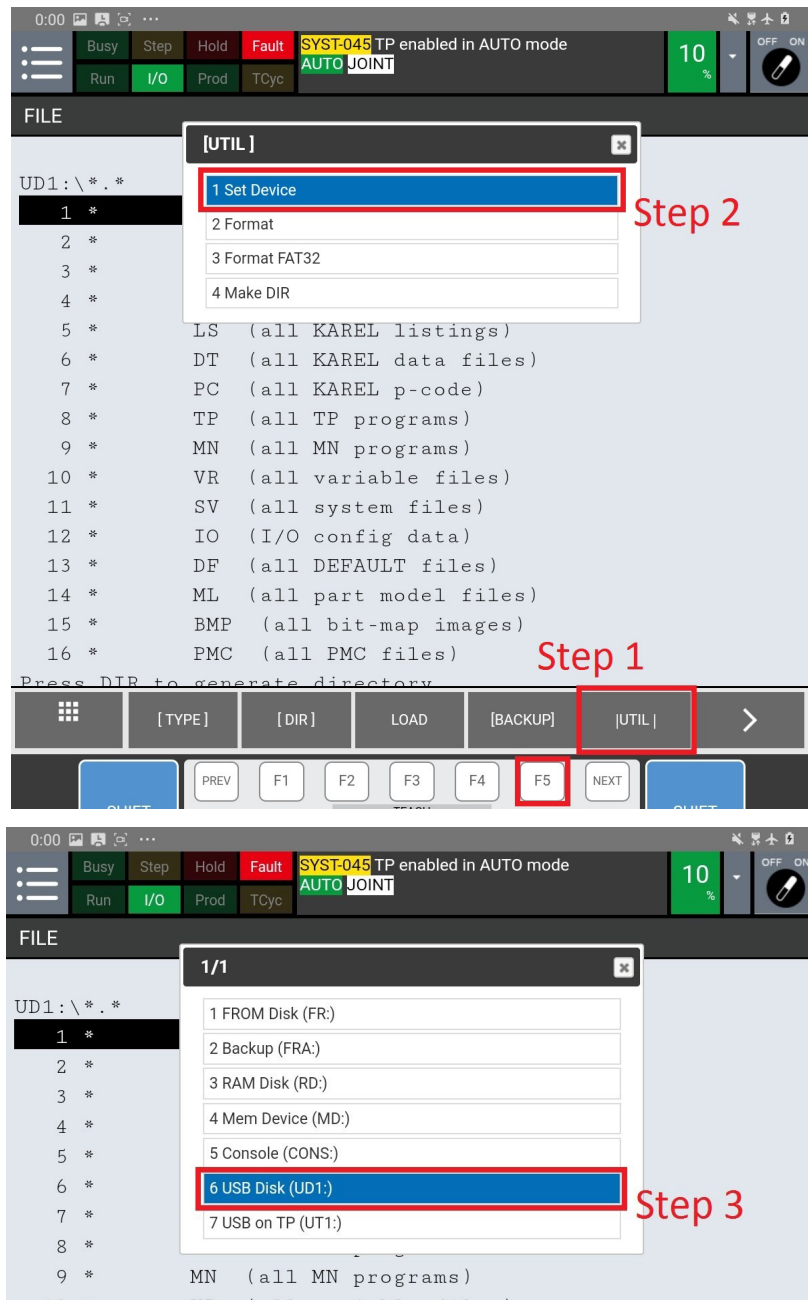 0:00
Busy Step Hold Fault SYST-045 TP enabled in AUTO mode
AUTO JOINT
Run I/O Prod TCyc
10
%
OFF ON
FILE
[UTIL ]
UD1:\*.*
1 Set Device
Step 2
2 Format
3 Format FAT32
4 Make DIR
1 *
2 *
3 *
4 *
5 * LS (all KAREL listings)
6 * DT (all KAREL data files)
7 * PC (all KAREL p-code)
8 * TP (all TP programs)
9 * MN (all MN programs)
10 * VR (all variable files)
11 * SV (all system files)
12 * IO (I/O config data)
13 * DF (all DEFAULT files)
14 * ML (all part model files)
15 * BMP (all bit-map images)
16 * PMC (all PMC files)
Step 1
Press DIR to generate directory
[ TYPE ] [ DIR ] LOAD [BACKUP] |UTIL | >
PREV F1 F2 F3 F4 F5 NEXT
0:00
Busy Step Hold Fault SYST-045 TP enabled in AUTO mode
AUTO JOINT
Run I/O Prod TCyc
10
%
OFF ON
FILE
1/1
UD1:\*.*
1 FROM Disk (FR:)
2 Backup (FRA:)
3 RAM Disk (RD:)
4 Mem Device (MD:)
5 Console (CONS:)
6 USB Disk (UD1:)
Step 3
7 USB on TP (UT1:)
1 *
2 *
3 *
4 *
5 *
6 *
7 *
8 *
9 * MN (all MN programs)